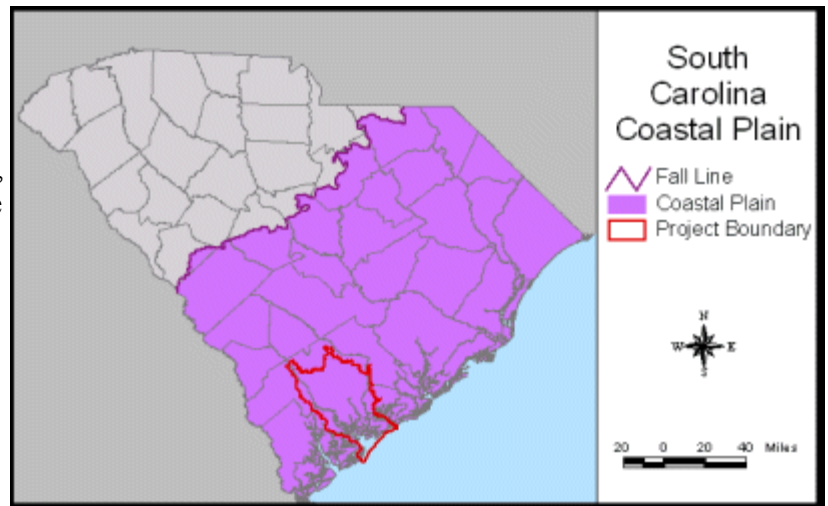 South
Carolina
Coastal Plain
Fall Line
Coastal Plain
Project Boundary
N
W E
S
20 0 20 40 Miles